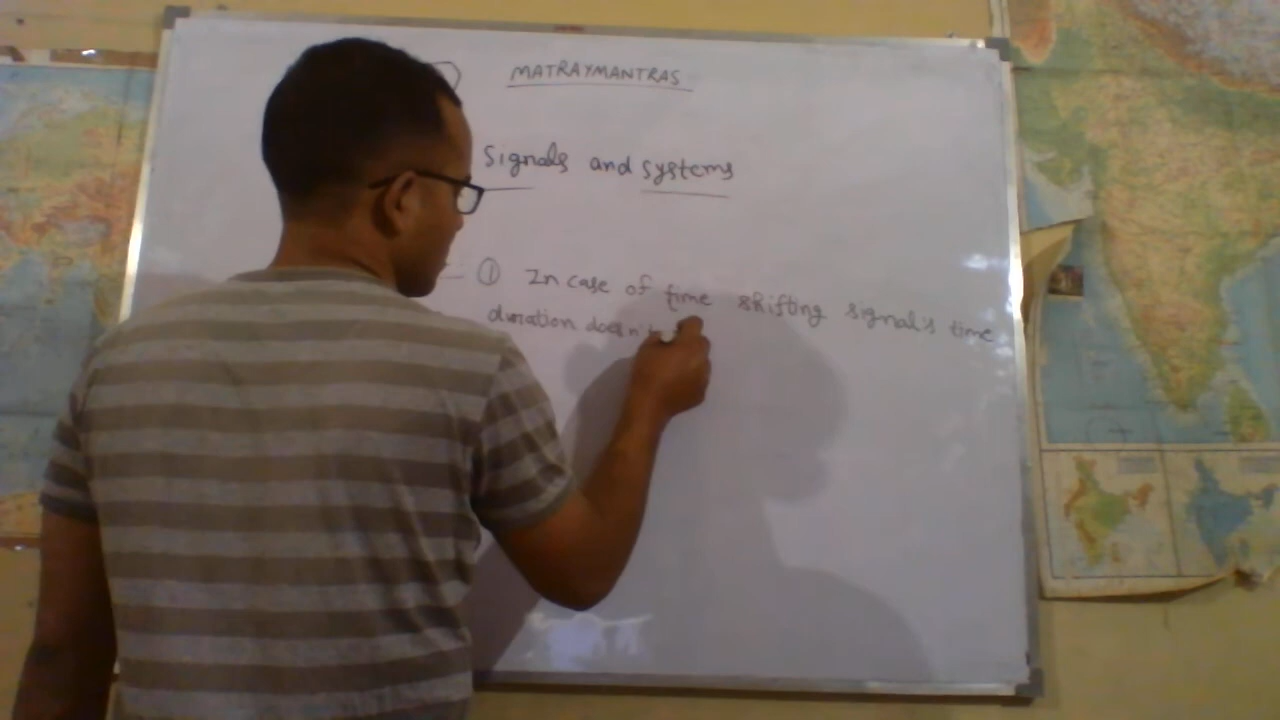 MATRAYMANTRAS
Signals and systems
① In case of time shifting signal's time
duration doesn't